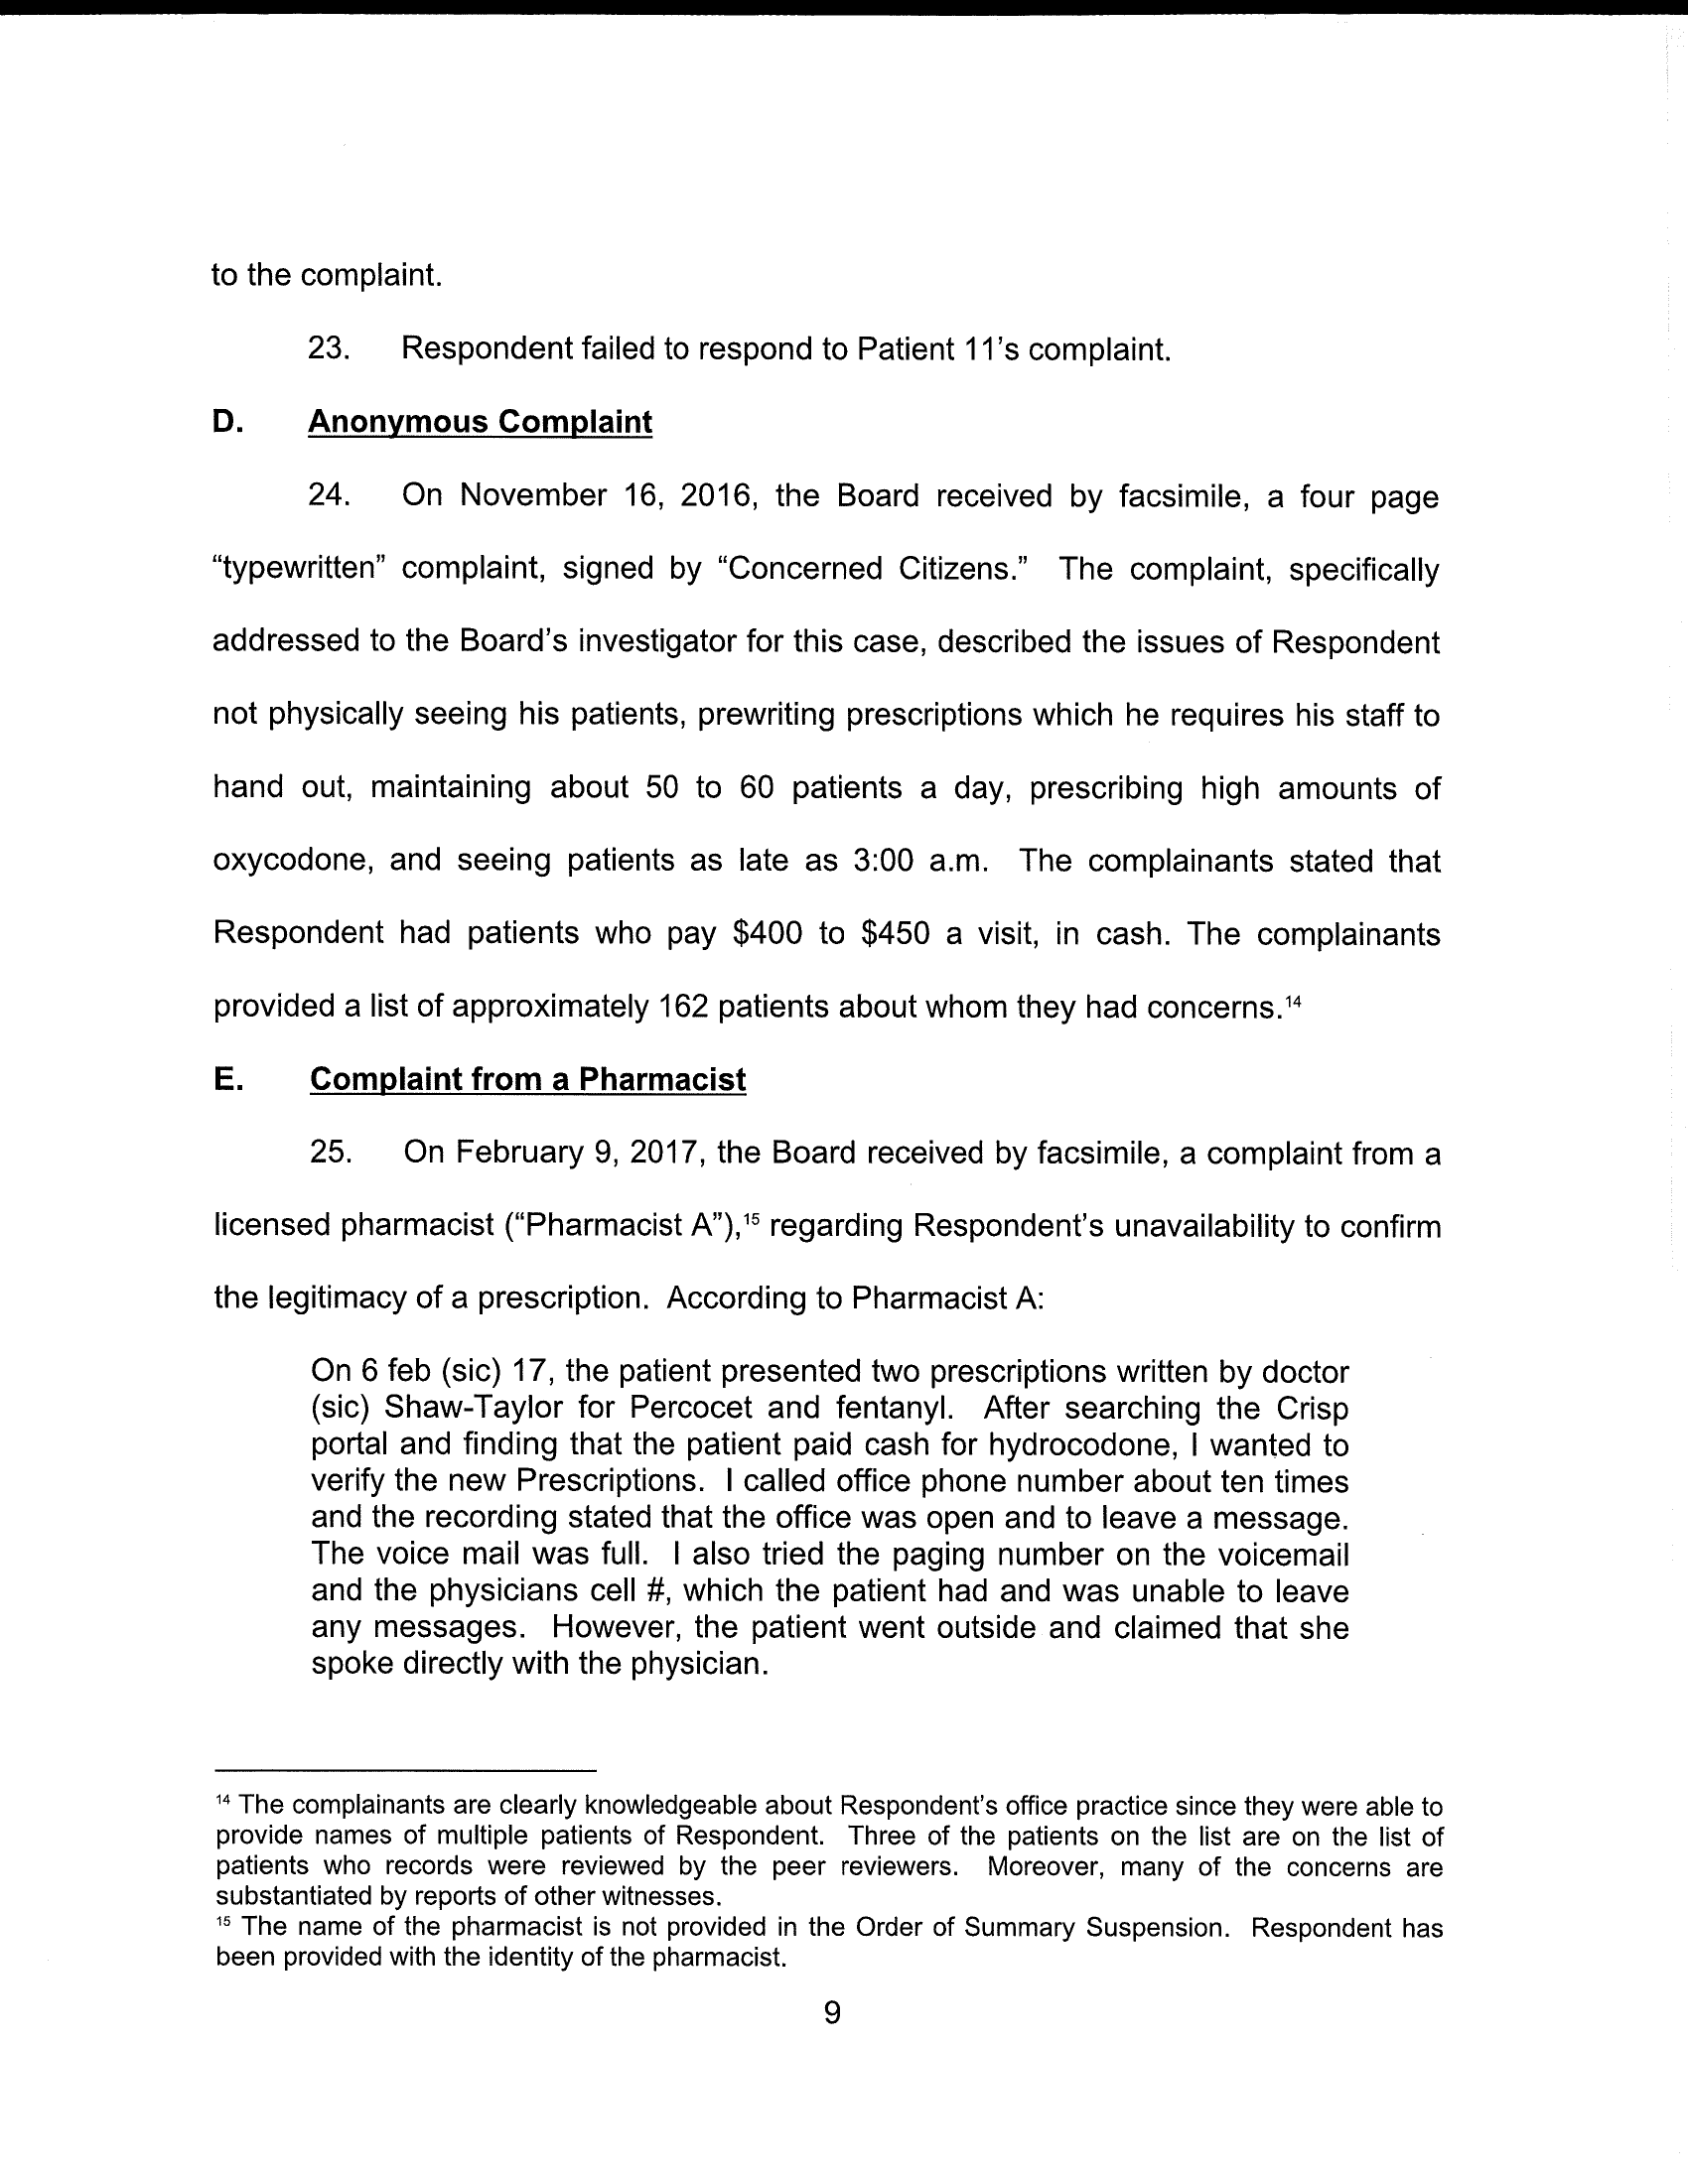 to the complaint.
23. Respondent failed to respond to Patient 11's complaint.
D. Anonymous Complaint
24. On November 16, 2016, the Board received by facsimile, a four page
“typewritten” complaint, signed by “Concerned Citizens.” The complaint, specifically
addressed to the Board's investigator for this case, described the issues of Respondent
not physically seeing his patients, prewriting prescriptions which he requires his staff to
hand out, maintaining about 50 to 60 patients a day, prescribing high amounts of
oxycodone, and seeing patients as late as 3:00 a.m. The complainants stated that
Respondent had patients who pay $400 to $450 a visit, in cash. The complainants
provided a list of approximately 162 patients about whom they had concerns.¹⁴
E. Complaint from a Pharmacist
25. On February 9, 2017, the Board received by facsimile, a complaint from a
licensed pharmacist (“Pharmacist A”),¹⁵ regarding Respondent's unavailability to confirm
the legitimacy of a prescription. According to Pharmacist A:
On 6 feb (sic) 17, the patient presented two prescriptions written by doctor
(sic) Shaw-Taylor for Percocet and fentanyl. After searching the Crisp
portal and finding that the patient paid cash for hydrocodone, I wanted to
verify the new Prescriptions. I called office phone number about ten times
and the recording stated that the office was open and to leave a message.
The voice mail was full. I also tried the paging number on the voicemail
and the physicians cell #, which the patient had and was unable to leave
any messages. However, the patient went outside and claimed that she
spoke directly with the physician.
¹⁴ The complainants are clearly knowledgeable about Respondent's office practice since they were able to
provide names of multiple patients of Respondent. Three of the patients on the list are on the list of
patients who records were reviewed by the peer reviewers. Moreover, many of the concerns are
substantiated by reports of other witnesses.
¹⁵ The name of the pharmacist is not provided in the Order of Summary Suspension. Respondent has
been provided with the identity of the pharmacist.
9